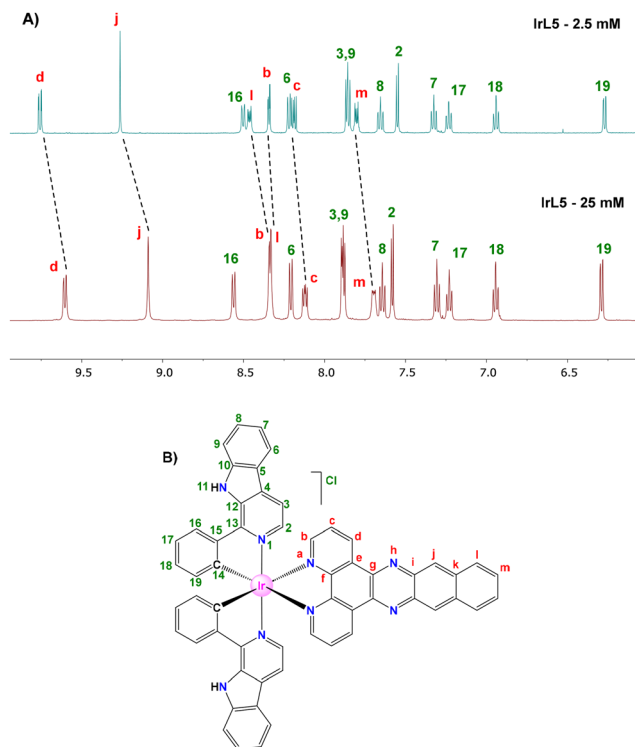 A)
IrL5 - 2.5 mM
d
j
16
l
b
6
c
3,9
m
8
2
7
17
18
19
IrL5 - 25 mM
d
j
16
b
l
6
c
3,9
m
8
2
7
17
18
19
9.5 9.0 8.5 8.0 7.5 7.0 6.5
B)
8
7
9
6
10
5
Cl
HN
11
4
12
3
13
2
16
15
N
1
17
14
18
19
Ir
C
N
N
HN
b
c
d
a
N
e
f
g
N
h
i
j
k
l
m
N
N